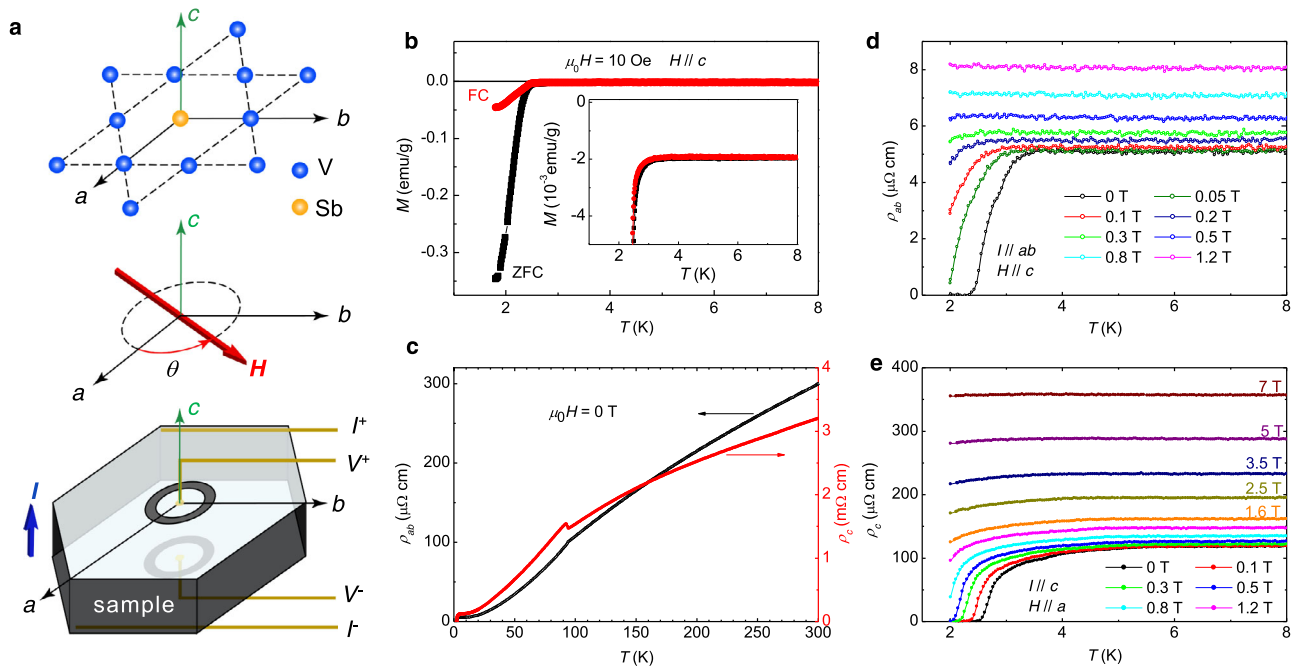 a
c
b
a
V
Sb
c
b
a
θ
H
c
I+
V+
I
b
a
sample
V-
I-
b
μ0H = 10 Oe H // c
0.0
-0.1
-0.2
-0.3
M (emu/g)
FC
ZFC
0
-2
-4
M (10-3emu/g)
2 4 6 8
T (K)
2 4 6 8
T (K)
c
μ0H = 0 T
300
200
100
0
ρab (μΩ cm)
4
3
2
1
0
ρc (mΩ cm)
0 50 100 150 200 250 300
T (K)
d
8
6
4
2
0
ρab (μΩ cm)
0 T 0.05 T
0.1 T 0.2 T
0.3 T 0.5 T
0.8 T 1.2 T
I // ab
H // c
2 4 6 8
T (K)
e
400
300
200
100
0
ρc (μΩ cm)
7 T
5 T
3.5 T
2.5 T
1.6 T
0 T 0.1 T
0.3 T 0.5 T
0.8 T 1.2 T
I // c
H // a
2 4 6 8
T (K)